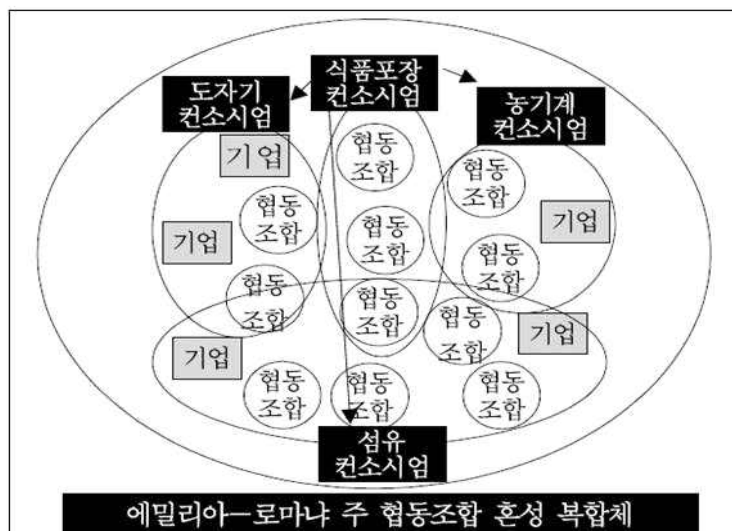 식품포장
컨소시엄
도자기
컨소시엄
농기계
컨소시엄
기업
협동
조합
협동
조합
협동
조합
기업
기업
협동
조합
협동
조합
협동
조합
협동
조합
협동
조합
기업
기업
협동
조합
협동
조합
협동
조합
섬유
컨소시엄
에밀리아-로마냐 주 협동조합 혼성 복합체